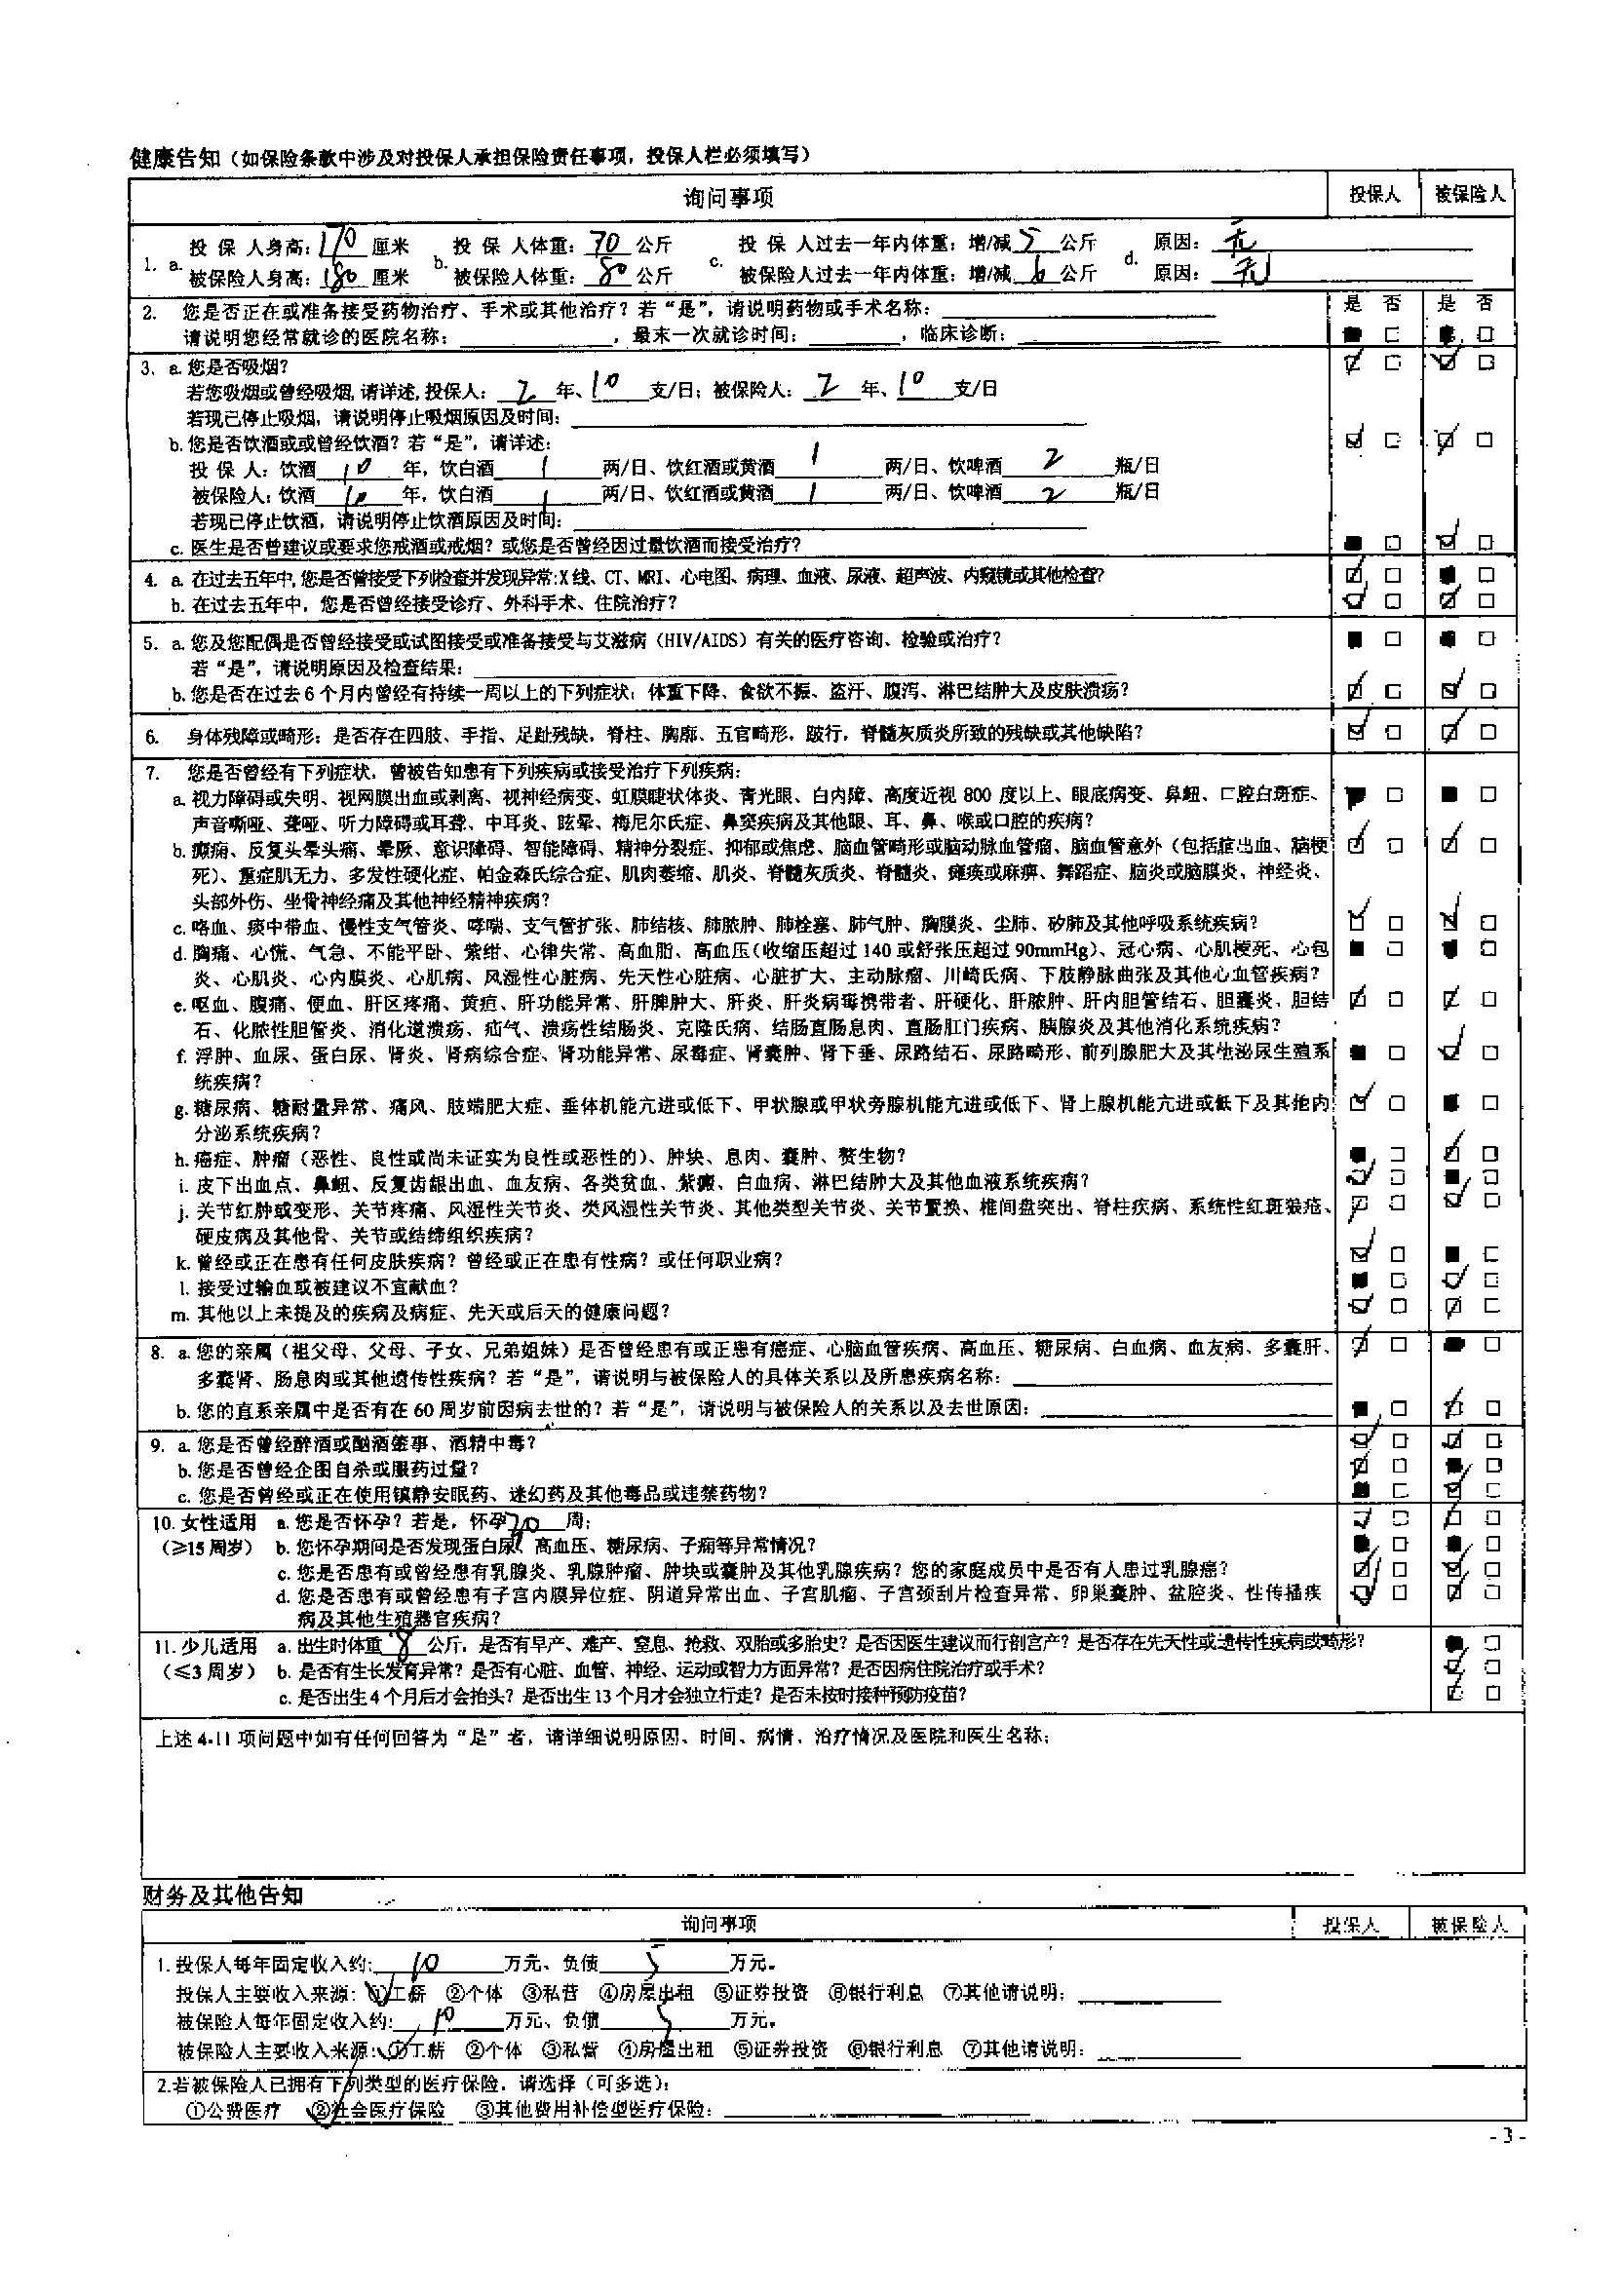 健康告知（如保险条款中涉及对投保人承担保险责任事项，投保人栏必须填写）
询问事项 投保人 被保险人
1. a. 投 保 人身高：170 厘米 b. 投 保 人体重：70 公斤 c. 投 保 人过去一年内体重：增/减 5 公斤 d. 原因：无
被保险人身高：180 厘米 被保险人体重：80 公斤 被保险人过去一年内体重：增/减 6 公斤 原因：无
是 否 是 否
2. 您是否正在或准备接受药物治疗、手术或其他治疗？若“是”，请说明药物或手术名称：
请说明您经常就诊的医院名称： ，最末一次就诊时间： ，临床诊断：
3. a. 您是否吸烟？
若您吸烟或曾经吸烟，请详述，投保人：2 年、10 支/日；被保险人：2 年、10 支/日
若现已停止吸烟，请说明停止吸烟原因及时间：
b. 您是否饮酒或或曾经饮酒？若“是”，请详述：
投 保 人：饮酒 10 年，饮白酒 1 两/日、饮红酒或黄酒 1 两/日、饮啤酒 2 瓶/日
被保险人：饮酒 10 年，饮白酒 1 两/日、饮红酒或黄酒 1 两/日、饮啤酒 2 瓶/日
若现已停止饮酒，请说明停止饮酒原因及时间：
c. 医生是否曾建议或要求您戒酒或戒烟？或您是否曾经因过量饮酒而接受治疗？
4. a. 在过去五年中，您是否曾接受下列检查并发现异常：X 线、CT、MRI、心电图、病理、血液、尿液、超声波、内窥镜或其他检查？
b. 在过去五年中，您是否曾经接受诊疗、外科手术、住院治疗？
5. a. 您及您配偶是否曾经接受或试图接受或准备接受与艾滋病（HIV/AIDS）有关的医疗咨询、检验或治疗？
若“是”，请说明原因及检查结果：
b. 您是否在过去 6 个月内曾经有持续一周以上的下列症状：体重下降、食欲不振、盗汗、腹泻、淋巴结肿大及皮肤溃疡？
6. 身体残障或畸形：是否存在四肢、手指、足趾残缺，脊柱、胸廓、五官畸形，跛行，脊髓灰质炎所致的残缺或其他缺陷？
7. 您是否曾经有下列症状，曾被告知患有下列疾病或接受治疗下列疾病：
a. 视力障碍或失明、视网膜出血或剥离、视神经病变、虹膜睫状体炎、青光眼、白内障、高度近视 800 度以上、眼底病变、鼻衄、口腔白斑症、
声音嘶哑、聋哑、听力障碍或耳聋、中耳炎、眩晕、梅尼尔氏症、鼻窦疾病及其他眼、耳、鼻、喉或口腔的疾病？
b. 癫痫、反复头晕头痛、晕厥、意识障碍、智能障碍、精神分裂症、抑郁或焦虑、脑血管畸形或脑动脉血管瘤、脑血管意外（包括脑出血、脑梗
死）、重症肌无力、多发性硬化症、帕金森氏综合症、肌肉萎缩、肌炎、脊髓灰质炎、脊髓炎、瘫痪或麻痹、舞蹈症、脑炎或脑膜炎、神经炎、
头部外伤、坐骨神经痛及其他神经精神疾病？
c. 咯血、痰中带血、慢性支气管炎、哮喘、支气管扩张、肺结核、肺脓肿、肺栓塞、肺气肿、胸膜炎、尘肺、矽肺及其他呼吸系统疾病？
d. 胸痛、心慌、气急、不能平卧、紫绀、心律失常、高血脂、高血压（收缩压超过 140 或舒张压超过 90mmHg）、冠心病、心肌梗死、心包
炎、心肌炎、心内膜炎、心肌病、风湿性心脏病、先天性心脏病、心脏扩大、主动脉瘤、川崎氏病、下肢静脉曲张及其他心血管疾病？
e. 呕血、腹痛、便血、肝区疼痛、黄疸、肝功能异常、肝脾肿大、肝炎、肝炎病毒携带者、肝硬化、肝脓肿、肝内胆管结石、胆囊炎、胆结
石、化脓性胆管炎、消化道溃疡、疝气、溃疡性结肠炎、克隆氏病、结肠直肠息肉、直肠肛门疾病、胰腺炎及其他消化系统疾病？
f. 浮肿、血尿、蛋白尿、肾炎、肾病综合症、肾功能异常、尿毒症、肾囊肿、肾下垂、尿路结石、尿路畸形、前列腺肥大及其他泌尿生殖系
统疾病？
g. 糖尿病、糖耐量异常、痛风、肢端肥大症、垂体机能亢进或低下、甲状腺或甲状旁腺机能亢进或低下、肾上腺机能亢进或低下及其他内
分泌系统疾病？
h. 癌症、肿瘤（恶性、良性或尚未证实为良性或恶性的）、肿块、息肉、囊肿、赘生物？
i. 皮下出血点、鼻衄、反复齿龈出血、血友病、各类贫血、紫癜、白血病、淋巴结肿大及其他血液系统疾病？
j. 关节红肿或变形、关节疼痛、风湿性关节炎、类风湿性关节炎、其他类型关节炎、关节置换、椎间盘突出、脊柱疾病、系统性红斑狼疮、
硬皮病及其他骨、关节或结缔组织疾病？
k. 曾经或正在患有任何皮肤疾病？曾经或正在患有性病？或任何职业病？
l. 接受过输血或被建议不宜献血？
m. 其他以上未提及的疾病及病症、先天或后天的健康问题？
8. a. 您的亲属（祖父母、父母、子女、兄弟姐妹）是否曾经患有或正患有癌症、心脑血管疾病、高血压、糖尿病、白血病、血友病、多囊肝、
多囊肾、肠息肉或其他遗传性疾病？若“是”，请说明与被保险人的具体关系以及所患疾病名称：
b. 您的直系亲属中是否有在 60 周岁前因病去世的？若“是”，请说明与被保险人的关系以及去世原因：
9. a. 您是否曾经醉酒或酗酒滋事、酒精中毒？
b. 您是否曾经企图自杀或服药过量？
c. 您是否曾经或正在使用镇静安眠药、迷幻药及其他毒品或违禁药物？
10. 女性适用 a. 您是否怀孕？若是，怀孕 20 周；
（≥15 周岁） b. 您怀孕期间是否发现蛋白尿、高血压、糖尿病、子痫等异常情况？
c. 您是否患有或曾经患有乳腺炎、乳腺肿瘤、肿块或囊肿及其他乳腺疾病？您的家庭成员中是否有人患过乳腺癌？
d. 您是否患有或曾经患有子宫内膜异位症、阴道异常出血、子宫肌瘤、子宫颈刮片检查异常、卵巢囊肿、盆腔炎、性传播疾
病及其他生殖器官疾病？
11. 少儿适用 a. 出生时体重 8 公斤，是否有早产、难产、窒息、抢救、双胎或多胎史？是否因医生建议而行剖宫产？是否存在先天性或遗传性疾病或畸形？
（≤3 周岁） b. 是否有生长发育异常？是否有心脏、血管、神经、运动或智力方面异常？是否因病住院治疗或手术？
c. 是否出生 4 个月后才会抬头？是否出生 13 个月才会独立行走？是否未按时接种预防疫苗？
上述 4-11 项问题中如有任何回答为“是”者，请详细说明原因、时间、病情，治疗情况及医院和医生名称：
财务及其他告知
询问事项 投保人 被保险人
1. 投保人每年固定收入约：10 万元、负债 5 万元。
投保人主要收入来源：①工薪 ②个体 ③私营 ④房屋出租 ⑤证券投资 ⑥银行利息 ⑦其他请说明：
被保险人每年固定收入约：10 万元、负债 5 万元。
被保险人主要收入来源：①工薪 ②个体 ③私营 ④房屋出租 ⑤证券投资 ⑥银行利息 ⑦其他请说明：
2.若被保险人已拥有下列类型的医疗保险，请选择（可多选）：
①公费医疗 ②社会医疗保险 ③其他费用补偿型医疗保险：
- 3 -